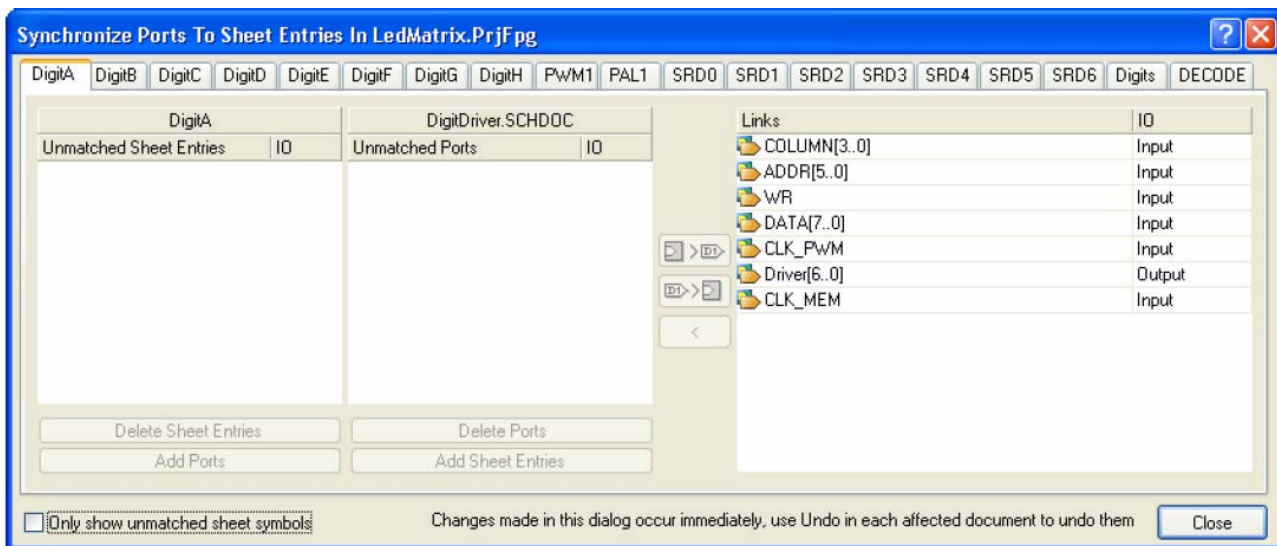 Synchronize Ports To Sheet Entries In LedMatrix.PrjFpg
DigitA DigitB DigitC DigitD DigitE DigitF DigitG DigitH PWM1 PAL1 SRD0 SRD1 SRD2 SRD3 SRD4 SRD5 SRD6 Digits DECODE
DigitA
Unmatched Sheet Entries IO
DigitDriver.SCHDOC
Unmatched Ports IO
Links IO
COLUMN[3..0] Input
ADDR[5..0] Input
WR Input
DATA[7..0] Input
CLK_PWM Input
Driver[6..0] Output
CLK_MEM Input
D1
D1
<
Delete Sheet Entries
Add Ports
Delete Ports
Add Sheet Entries
Only show unmatched sheet symbols
Changes made in this dialog occur immediately, use Undo in each affected document to undo them
Close